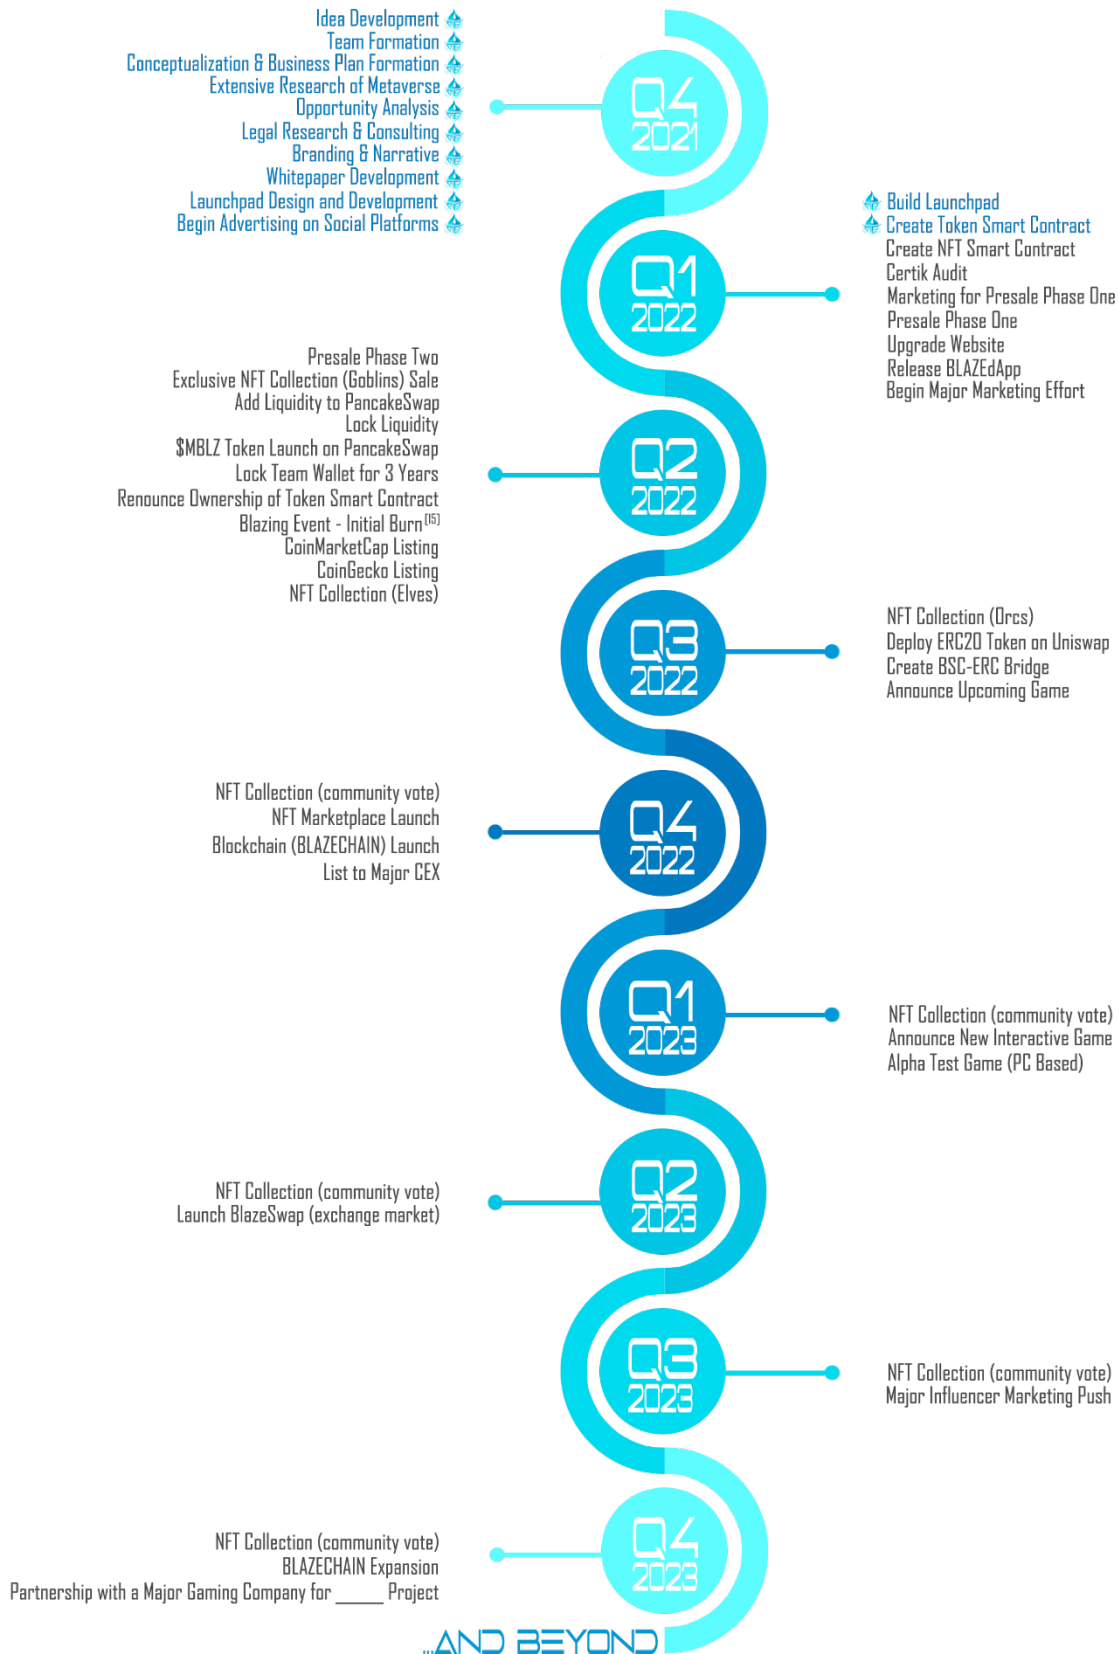 Idea Development
Team Formation
Conceptualization & Business Plan Formation
Extensive Research of Metaverse
Opportunity Analysis
Legal Research & Consulting
Branding & Narrative
Whitepaper Development
Launchpad Design and Development
Begin Advertising on Social Platforms
Q4
2021
Build Launchpad
Create Token Smart Contract
Create NFT Smart Contract
Certik Audit
Marketing for Presale Phase One
Presale Phase One
Upgrade Website
Release BLAZEdApp
Begin Major Marketing Effort
Q1
2022
Presale Phase Two
Exclusive NFT Collection (Goblins) Sale
Add Liquidity to PancakeSwap
Lock Liquidity
$MBLZ Token Launch on PancakeSwap
Lock Team Wallet for 3 Years
Renounce Ownership of Token Smart Contract
Blazing Event - Initial Burn [15]
CoinMarketCap Listing
CoinGecko Listing
NFT Collection (Elves)
Q2
2022
NFT Collection (Orcs)
Deploy ERC20 Token on Uniswap
Create BSC-ERC Bridge
Announce Upcoming Game
Q3
2022
NFT Collection (community vote)
NFT Marketplace Launch
Blockchain (BLAZECHAIN) Launch
List to Major CEX
Q4
2022
NFT Collection (community vote)
Announce New Interactive Game
Alpha Test Game (PC Based)
Q1
2023
NFT Collection (community vote)
Launch BlazeSwap (exchange market)
Q2
2023
NFT Collection (community vote)
Major Influencer Marketing Push
Q3
2023
NFT Collection (community vote)
BLAZECHAIN Expansion
Partnership with a Major Gaming Company for ______ Project
Q4
2023
...AND BEYOND